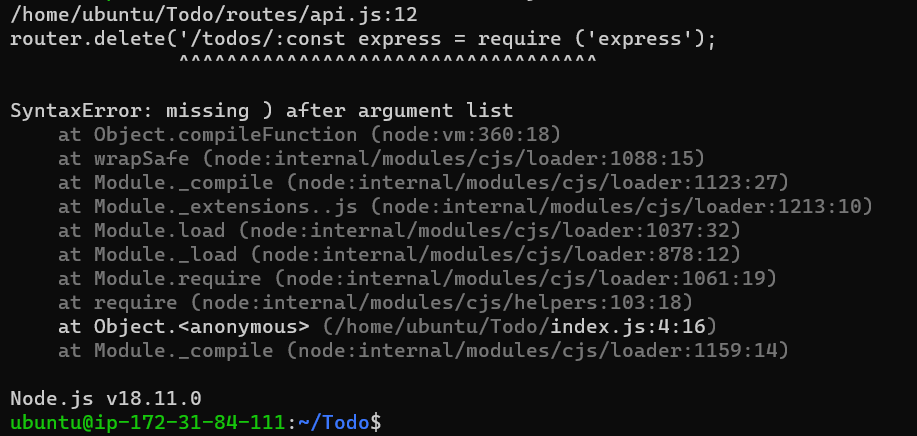 /home/ubuntu/Todo/routes/api.js:12
router.delete('/todos/:const express = require ('express');
               ^^^^^^^^^^^^^^^^^^^^^^^^^^^^^^^^^^^

SyntaxError: missing ) after argument list
    at Object.compileFunction (node:vm:360:18)
    at wrapSafe (node:internal/modules/cjs/loader:1088:15)
    at Module._compile (node:internal/modules/cjs/loader:1123:27)
    at Module._extensions..js (node:internal/modules/cjs/loader:1213:10)
    at Module.load (node:internal/modules/cjs/loader:1037:32)
    at Module._load (node:internal/modules/cjs/loader:878:12)
    at Module.require (node:internal/modules/cjs/loader:1061:19)
    at require (node:internal/modules/cjs/helpers:103:18)
    at Object.<anonymous> (/home/ubuntu/Todo/index.js:4:16)
    at Module._compile (node:internal/modules/cjs/loader:1159:14)

Node.js v18.11.0
ubuntu@ip-172-31-84-111:~/Todo$